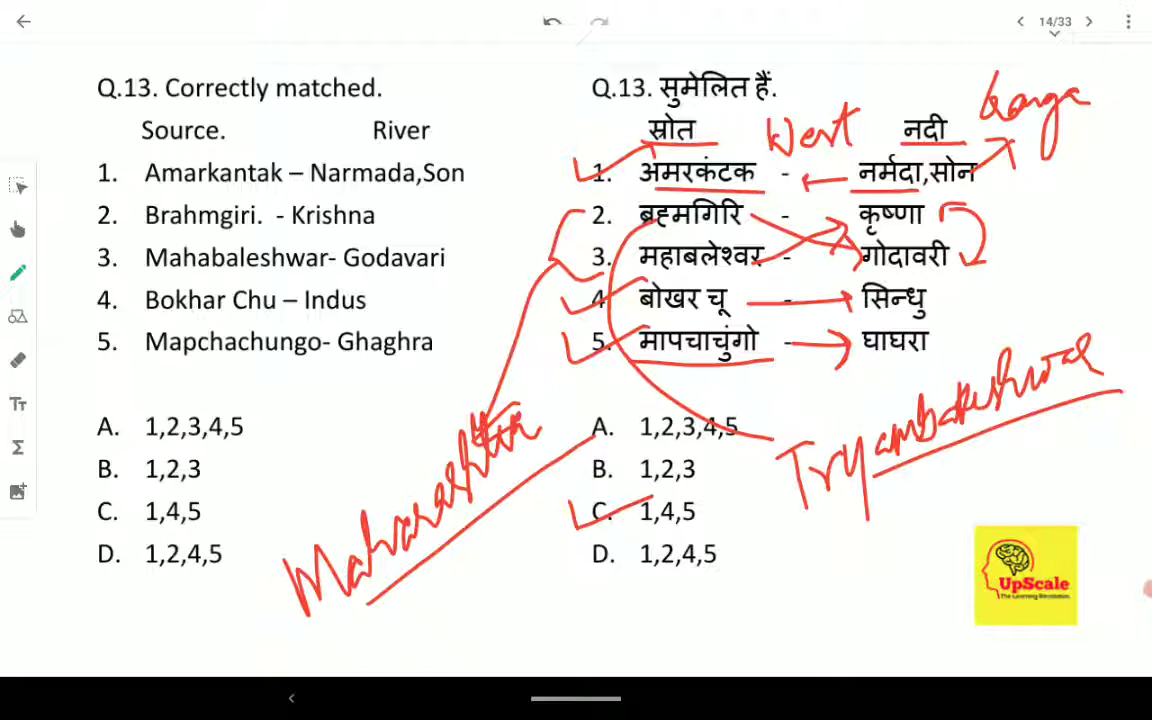 14/33
Q.13. Correctly matched.
Source. River
1. Amarkantak – Narmada,Son
2. Brahmgiri. - Krishna
3. Mahabaleshwar- Godavari
4. Bokhar Chu – Indus
5. Mapchachungo- Ghaghra
A. 1,2,3,4,5
B. 1,2,3
C. 1,4,5
D. 1,2,4,5
Q.13. सुमेलित हैं.
स्रोत नदी
1. अमरकंटक - नर्मदा,सोन
2. ब्रह्मगिरि - कृष्णा
3. महाबलेश्वर - गोदावरी
4. बोखर चू - सिन्धु
5. मापचाचुंगो - घाघरा
A. 1,2,3,4,5
B. 1,2,3
C. 1,4,5
D. 1,2,4,5
West
Ganga
Maharashtra
Tryambakeshwar
Tт
Σ
UpScale
The Learning Revolution.